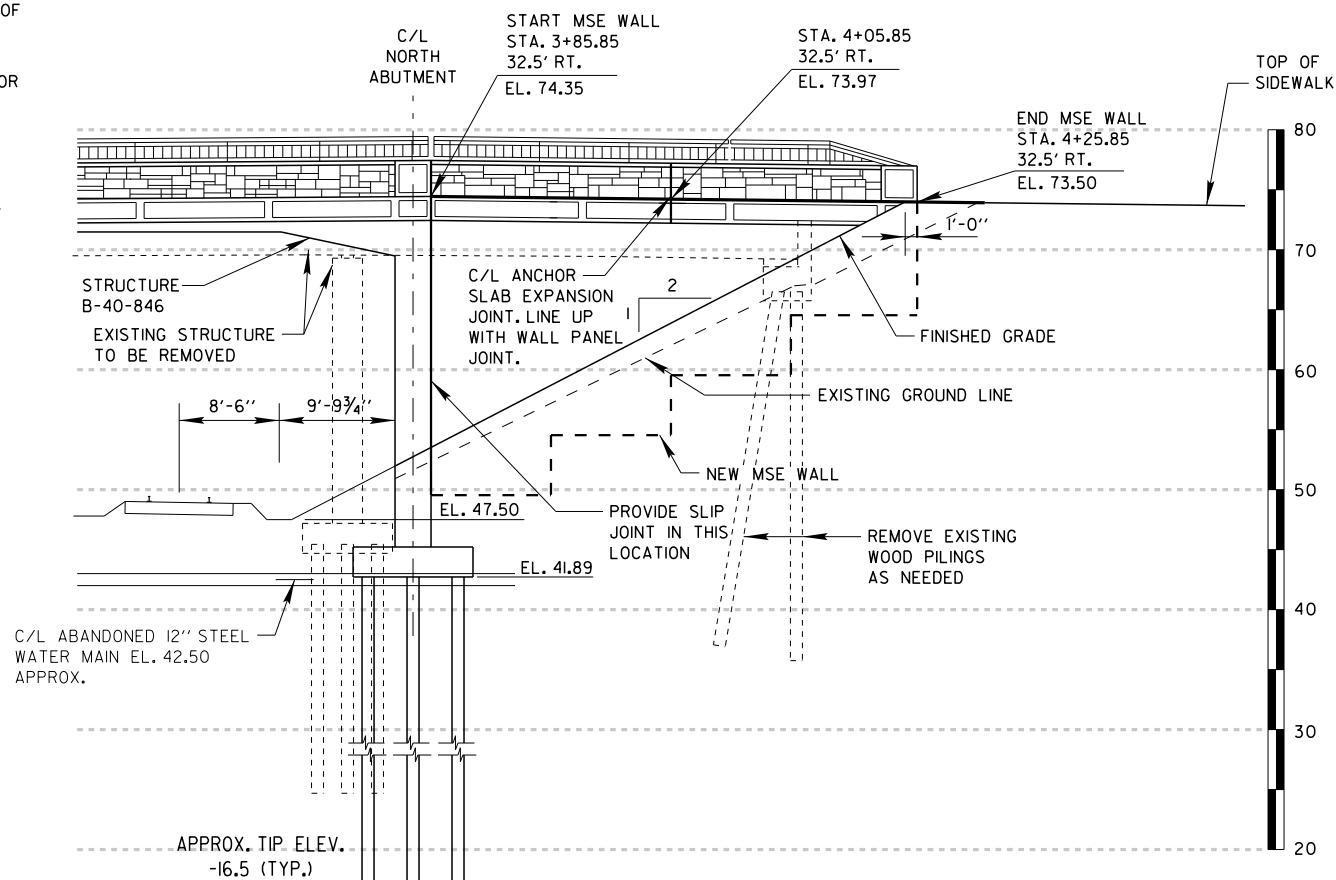 OF
OR
C/L
NORTH
ABUTMENT
START MSE WALL
STA. 3+85.85
32.5' RT.
EL. 74.35
STA. 4+05.85
32.5' RT.
EL. 73.97
TOP OF
SIDEWALK
END MSE WALL
STA. 4+25.85
32.5' RT.
EL. 73.50
80
1'-0''
70
STRUCTURE
B-40-846
EXISTING STRUCTURE
TO BE REMOVED
C/L ANCHOR
SLAB EXPANSION
JOINT. LINE UP
WITH WALL PANEL
JOINT.
2
1
FINISHED GRADE
60
8'-6''
9'-9¾''
EXISTING GROUND LINE
NEW MSE WALL
50
EL. 47.50
PROVIDE SLIP
JOINT IN THIS
LOCATION
REMOVE EXISTING
WOOD PILINGS
AS NEEDED
EL. 41.89
40
C/L ABANDONED 12'' STEEL
WATER MAIN EL. 42.50
APPROX.
30
APPROX. TIP ELEV.
-16.5 (TYP.)
20